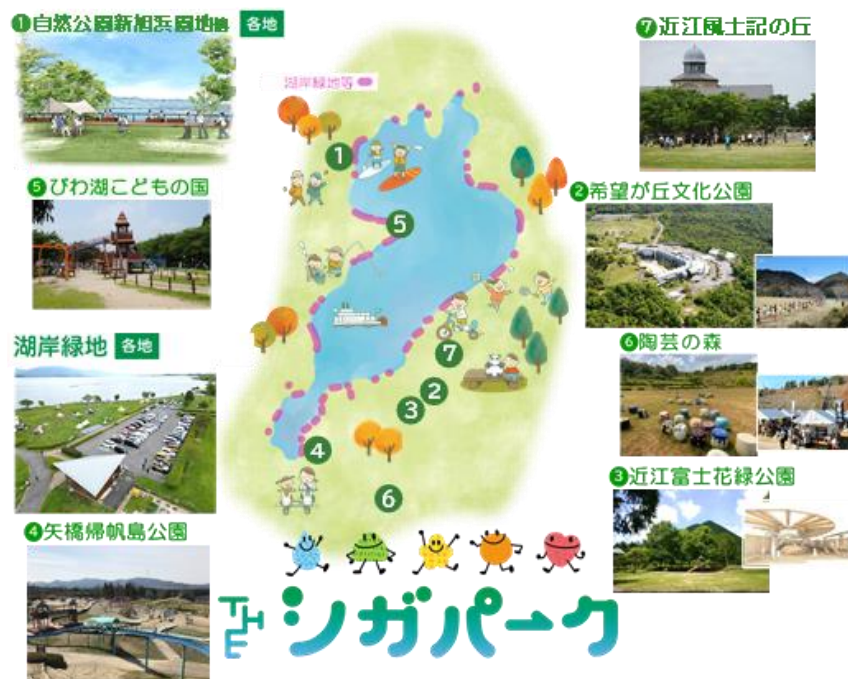 ❶自然公園新旭浜園地 各地
湖岸緑地等
❼近江風土記の丘
❺びわ湖こどもの国
❷希望が丘文化公園
湖岸緑地 各地
❻陶芸の森
❸近江富士花緑公園
❹矢橋帰帆島公園
1
5
7
2
3
4
6
THE シガパーク